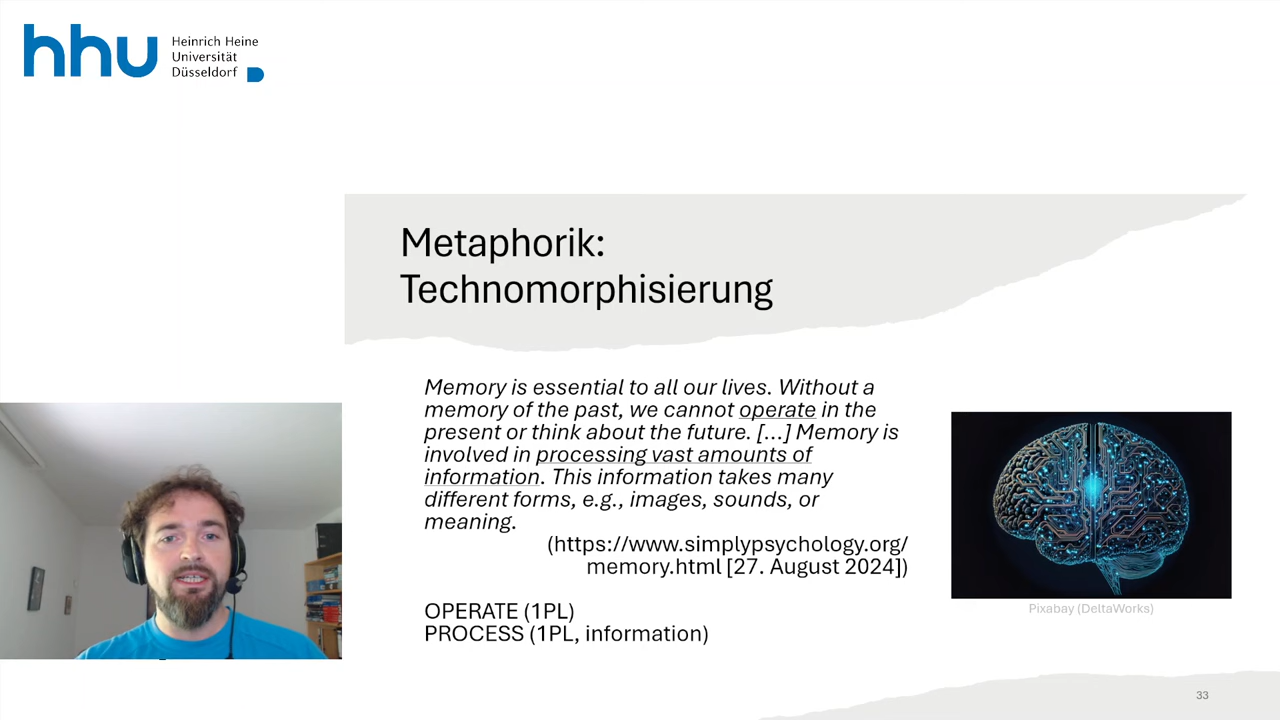 hhu
Heinrich Heine
Universität
Düsseldorf
Metaphorik:
Technomorphisierung
Memory is essential to all our lives. Without a
memory of the past, we cannot operate in the
present or think about the future. [...] Memory is
involved in processing vast amounts of
information. This information takes many
different forms, e.g., images, sounds, or
meaning.
(https://www.simplypsychology.org/
memory.html [27. August 2024])
OPERATE (1PL)
PROCESS (1PL, information)
Pixabay (DeltaWorks)
33